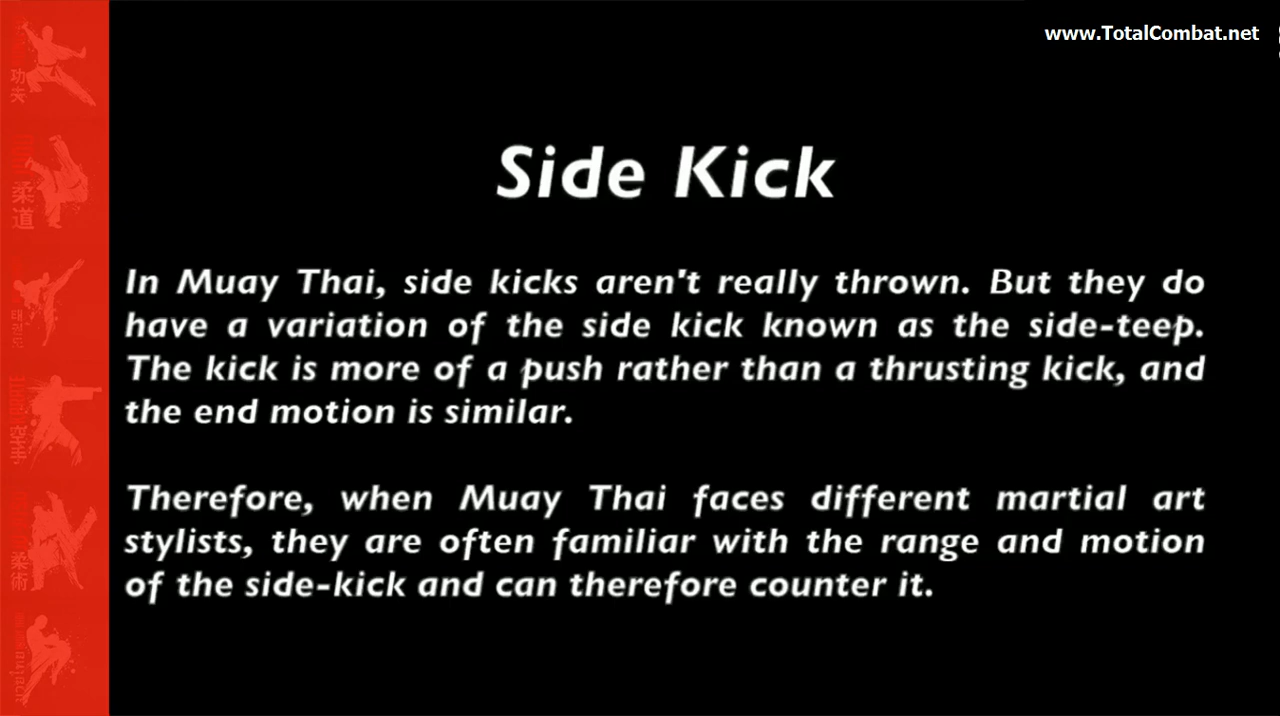 www.TotalCombat.net
Side Kick
In Muay Thai, side kicks aren't really thrown. But they do
have a variation of the side kick known as the side-teep.
The kick is more of a push rather than a thrusting kick, and
the end motion is similar.
Therefore, when Muay Thai faces different martial art
stylists, they are often familiar with the range and motion
of the side-kick and can therefore counter it.
功夫
柔道
태권도
柔術